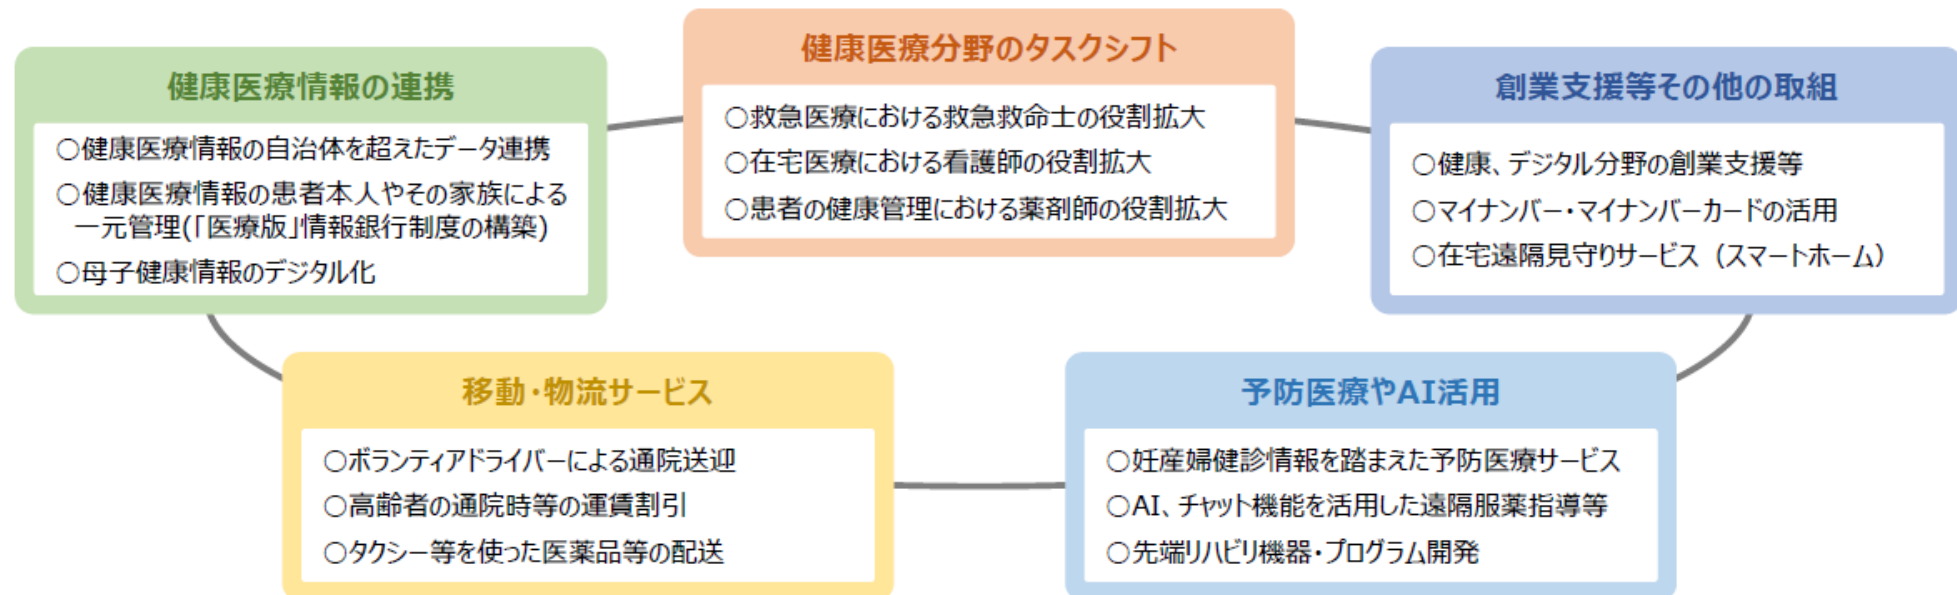 健康医療情報の連携
○健康医療情報の自治体を超えたデータ連携
○健康医療情報の患者本人やその家族による
一元管理(「医療版」情報銀行制度の構築)
○母子健康情報のデジタル化
健康医療分野のタスクシフト
○救急医療における救急救命士の役割拡大
○在宅医療における看護師の役割拡大
○患者の健康管理における薬剤師の役割拡大
創業支援等その他の取組
○健康、デジタル分野の創業支援等
○マイナンバー・マイナンバーカードの活用
○在宅遠隔見守りサービス（スマートホーム）
移動・物流サービス
○ボランティアドライバーによる通院送迎
○高齢者の通院時等の運賃割引
○タクシー等を使った医薬品等の配送
予防医療やAI活用
○妊産婦健診情報を踏まえた予防医療サービス
○AI、チャット機能を活用した遠隔服薬指導等
○先端リハビリ機器・プログラム開発